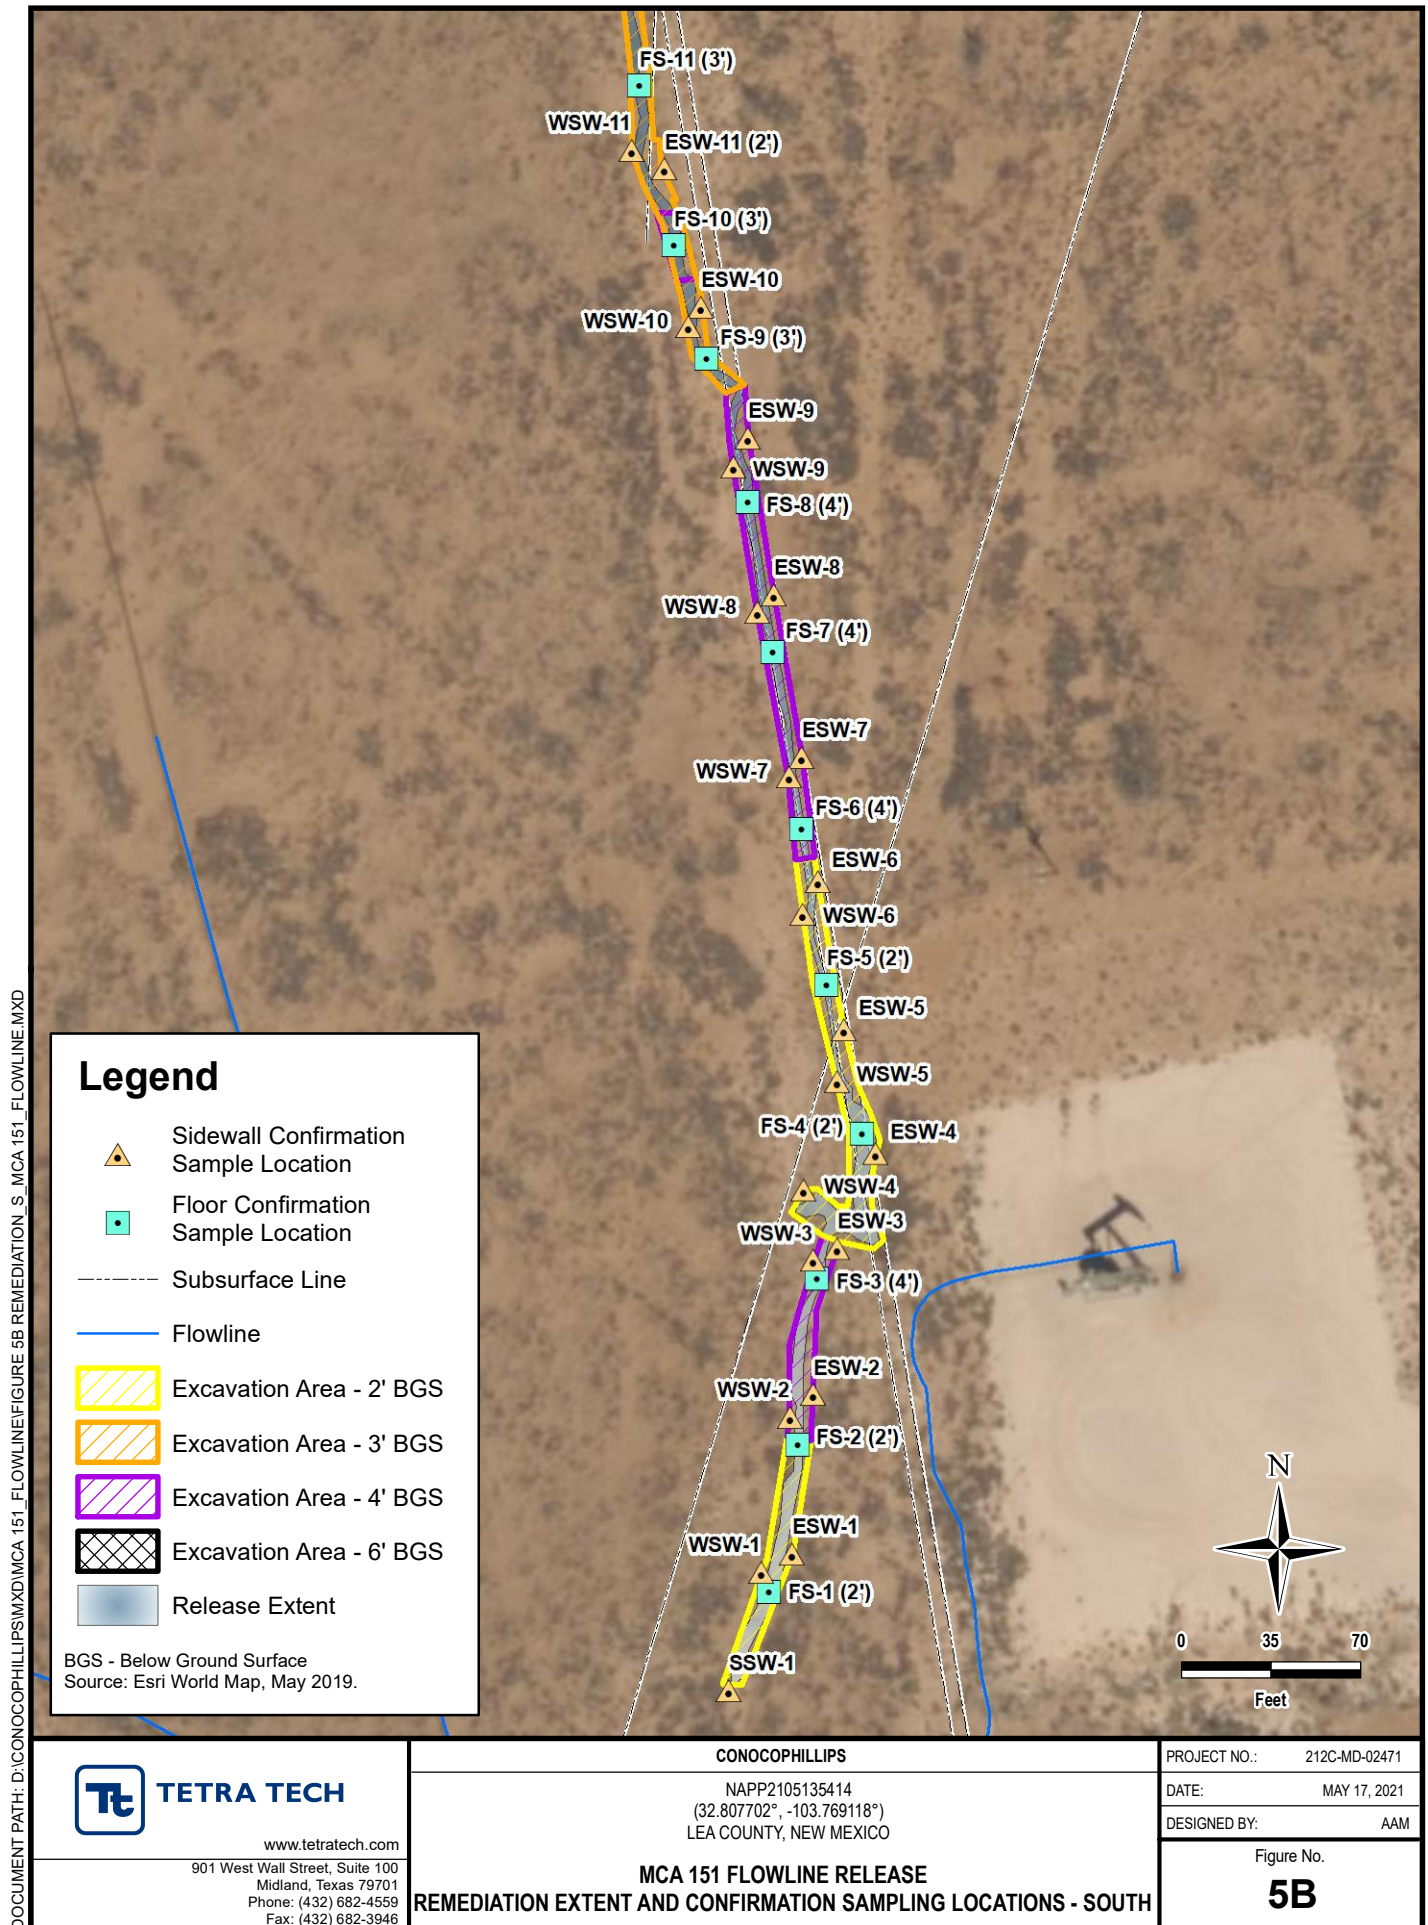 FS-11 (3')
WSW-11
ESW-11 (2')
FS-10 (3')
ESW-10
WSW-10
FS-9 (3')
ESW-9
WSW-9
FS-8 (4')
ESW-8
WSW-8
FS-7 (4')
ESW-7
WSW-7
FS-6 (4')
ESW-6
WSW-6
FS-5 (2')
ESW-5
WSW-5
FS-4 (2')
ESW-4
WSW-4
ESW-3
WSW-3
FS-3 (4')
ESW-2
WSW-2
FS-2 (2')
ESW-1
WSW-1
FS-1 (2')
SSW-1
Legend
Sidewall Confirmation
Sample Location
Floor Confirmation
Sample Location
Subsurface Line
Flowline
Excavation Area - 2' BGS
Excavation Area - 3' BGS
Excavation Area - 4' BGS
Excavation Area - 6' BGS
Release Extent
BGS - Below Ground Surface
Source: Esri World Map, May 2019.
N
0 35 70
Feet
DOCUMENT PATH: D:\CONOCOPHILLIPS\MXD\MCA 151_FLOWLINE\FIGURE 5B REMEDIATION_S_MCA 151_FLOWLINE.MXD
Tt TETRA TECH
www.tetratech.com
901 West Wall Street, Suite 100
Midland, Texas 79701
Phone: (432) 682-4559
Fax: (432) 682-3946
CONOCOPHILLIPS
NAPP2105135414
(32.807702°, -103.769118°)
LEA COUNTY, NEW MEXICO
MCA 151 FLOWLINE RELEASE
REMEDIATION EXTENT AND CONFIRMATION SAMPLING LOCATIONS - SOUTH
PROJECT NO.: 212C-MD-02471
DATE: MAY 17, 2021
DESIGNED BY: AAM
Figure No.
5B